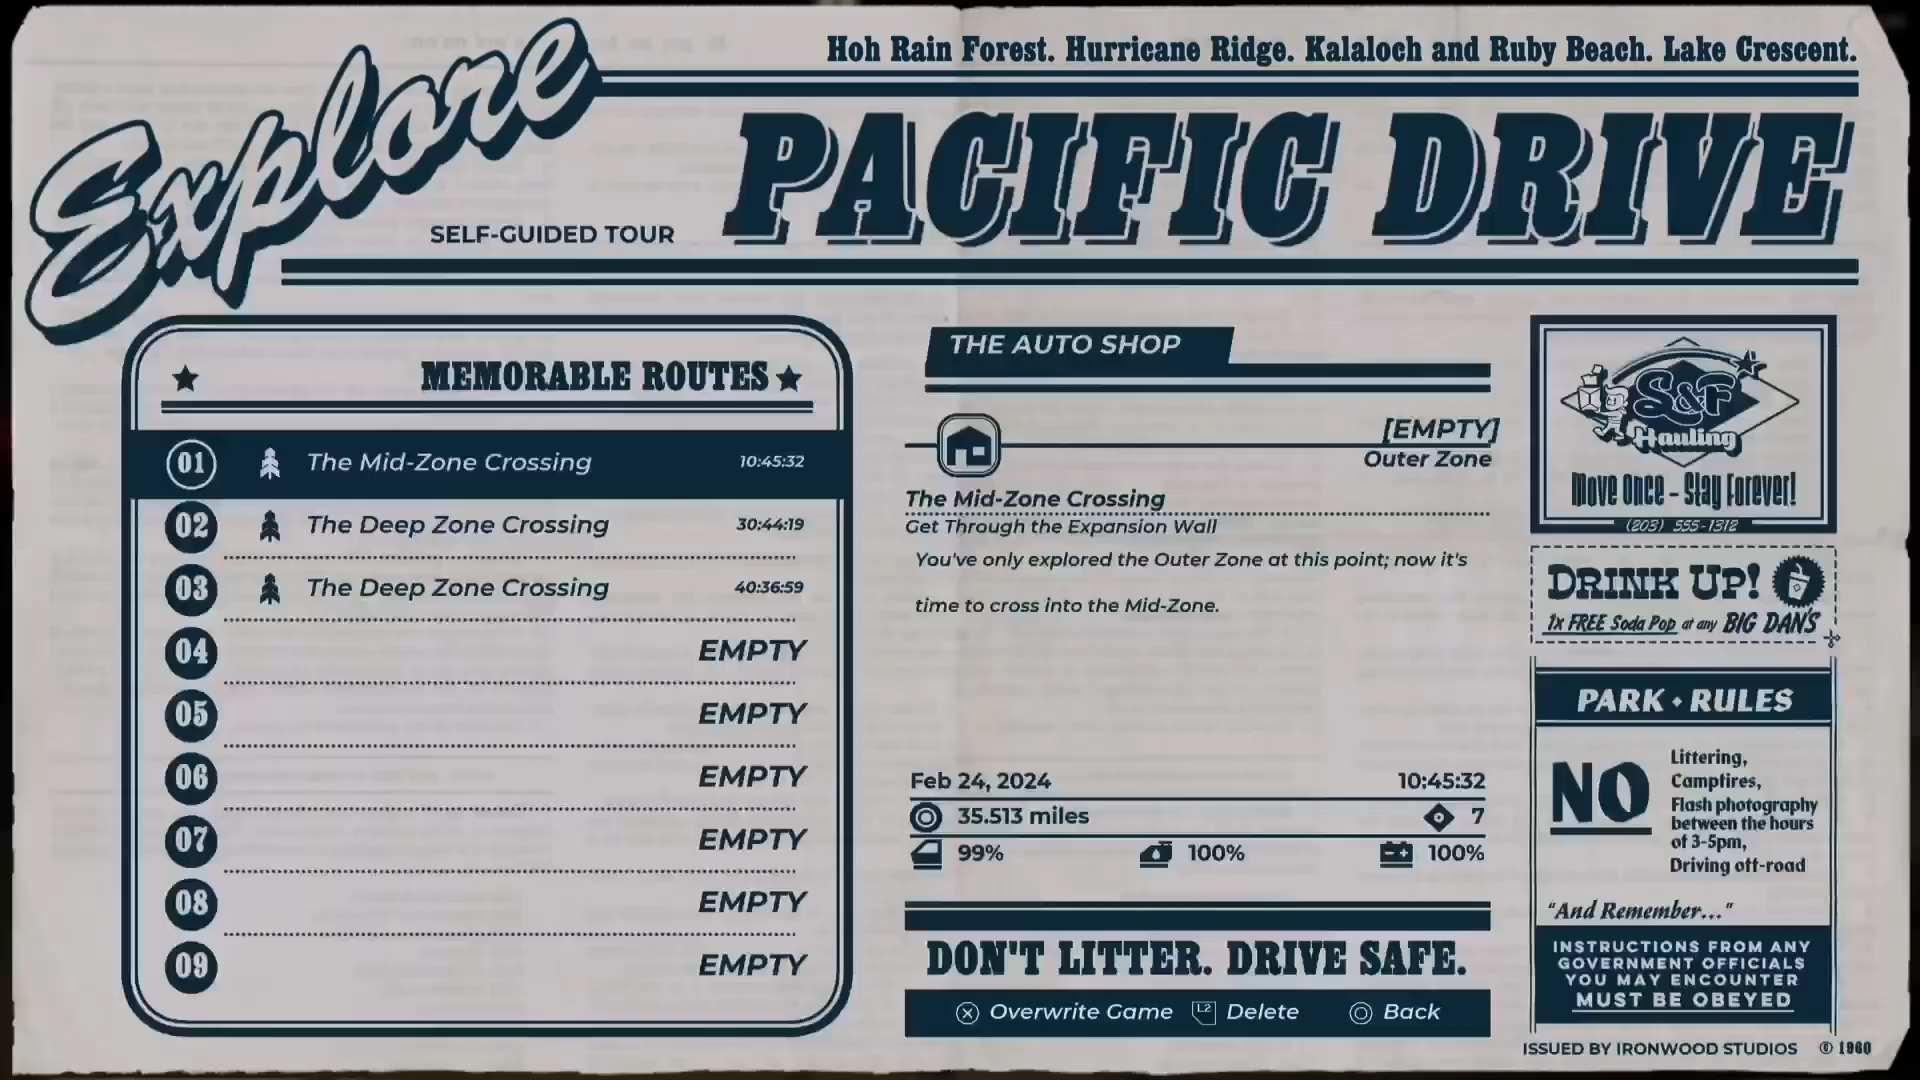 Explore
SELF-GUIDED TOUR
Hoh Rain Forest. Hurricane Ridge. Kalaloch and Ruby Beach. Lake Crescent.
PACIFIC DRIVE
MEMORABLE ROUTES
01 The Mid-Zone Crossing 10:45:32
02 The Deep Zone Crossing 30:44:19
03 The Deep Zone Crossing 40:36:59
04 EMPTY
05 EMPTY
06 EMPTY
07 EMPTY
08 EMPTY
09 EMPTY
THE AUTO SHOP
[EMPTY]
Outer Zone
The Mid-Zone Crossing
Get Through the Expansion Wall
You've only explored the Outer Zone at this point; now it's
time to cross into the Mid-Zone.
Feb 24, 2024 10:45:32
35.513 miles 7
99% 100% 100%
DON'T LITTER. DRIVE SAFE.
Overwrite Game L2 Delete Back
S&F
Hauling
Move Once - Stay Forever!
(203) 555-1312
DRINK UP!
1x FREE Soda Pop at any BIG DAN'S
PARK • RULES
NO
Littering,
Campfires,
Flash photography
between the hours
of 3-5pm,
Driving off-road
"And Remember..."
INSTRUCTIONS FROM ANY
GOVERNMENT OFFICIALS
YOU MAY ENCOUNTER
MUST BE OBEYED
ISSUED BY IRONWOOD STUDIOS © 1960